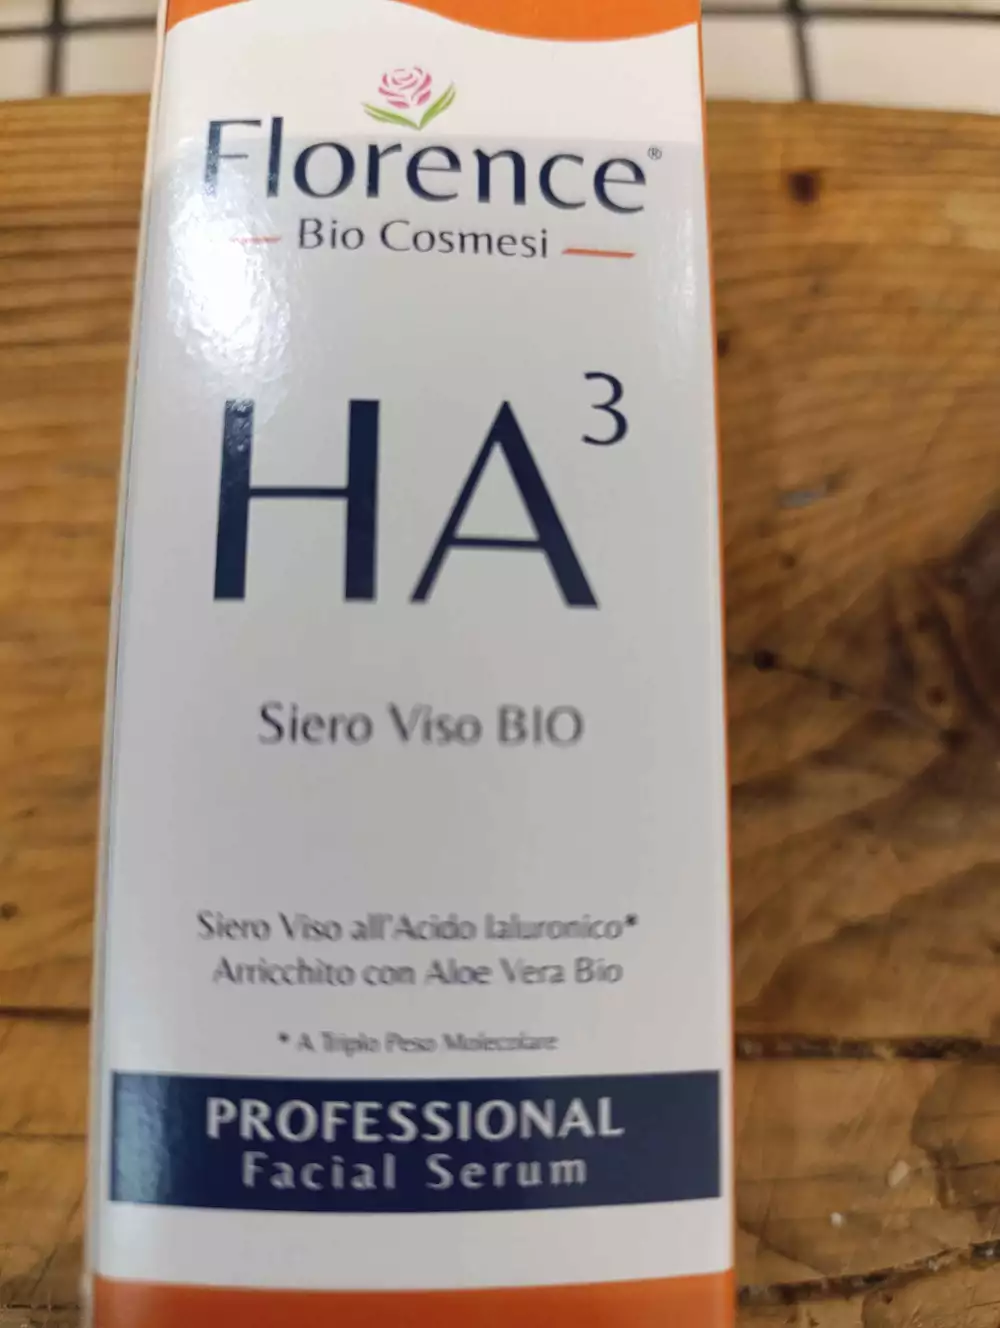 Florence®
Bio Cosmesi
HA³
Siero Viso BIO
Siero Viso all'Acido Ialuronico*
Arricchito con Aloe Vera Bio
* A Triplo Peso Molecolare
PROFESSIONAL
Facial Serum